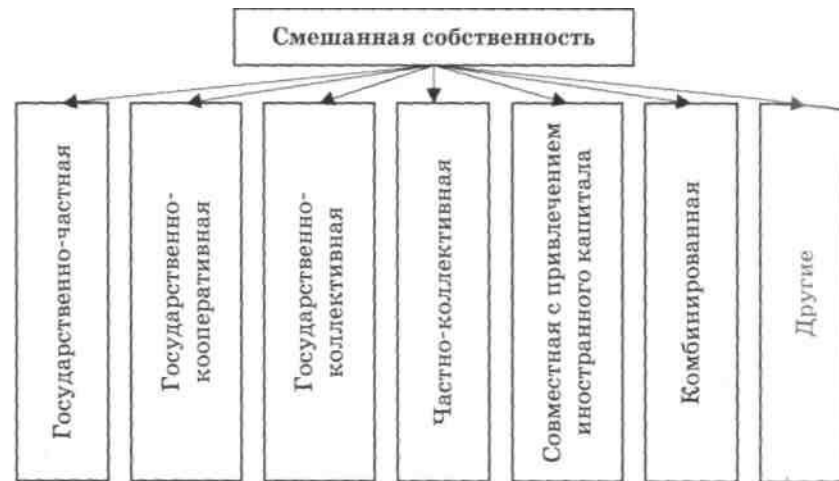 Смешанная собственность
Государственно-частная
Государственно-
кооперативная
Государственно-
коллективная
Частно-коллективная
Совместная с привлечением
иностранного капитала
Комбинированная
Другие